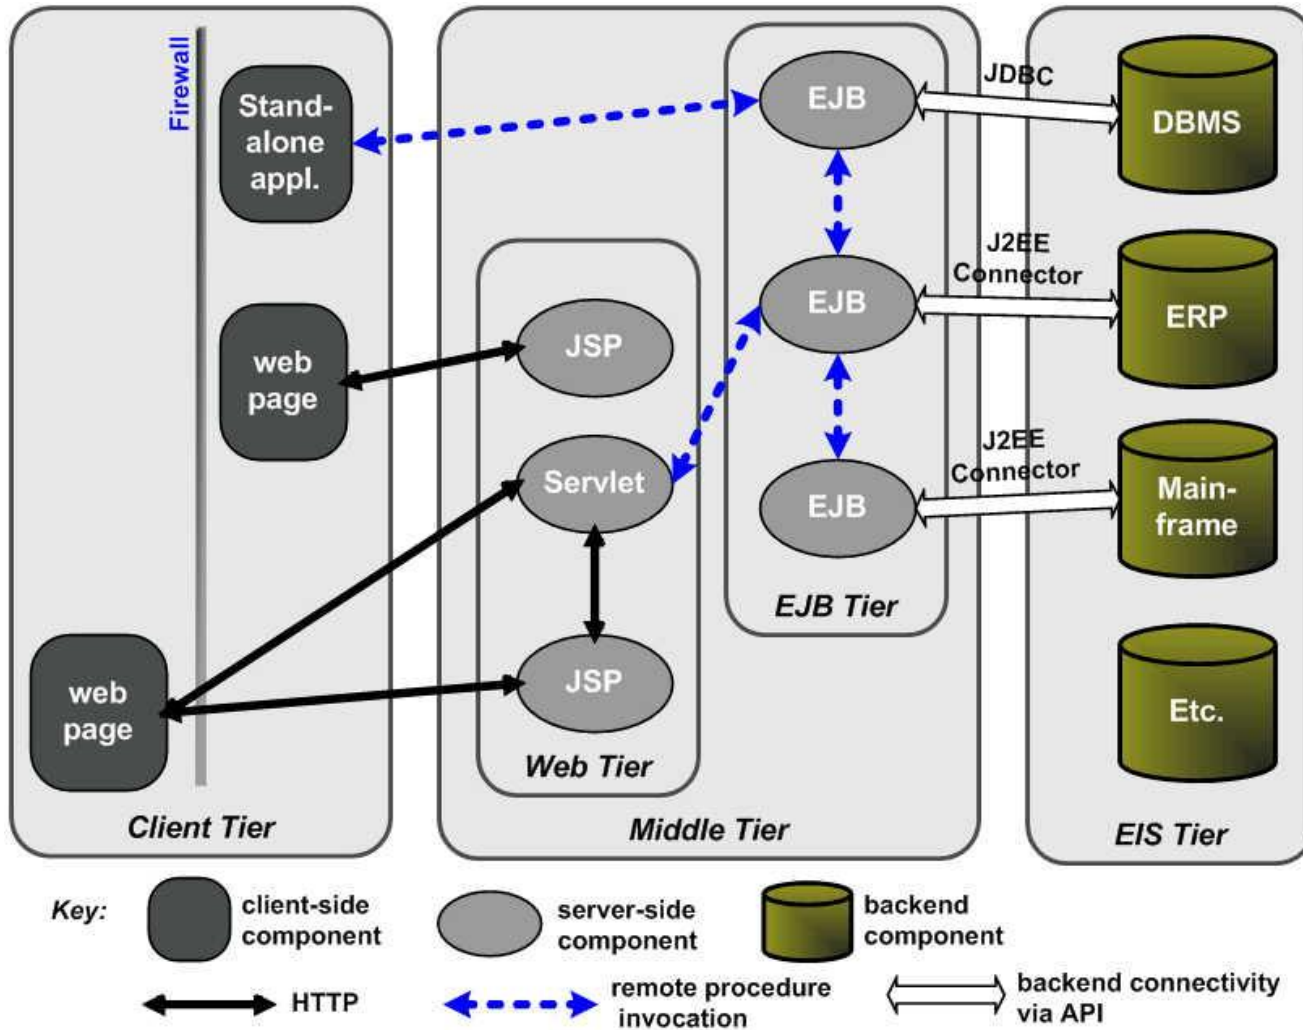 Firewall
Stand-
alone
appl.
web
page
web
page
Client Tier
JSP
Servlet
JSP
Web Tier
EJB
EJB
EJB
EJB Tier
Middle Tier
JDBC
J2EE
Connector
J2EE
Connector
DBMS
ERP
Main-
frame
Etc.
EIS Tier
Key:
client-side
component
server-side
component
backend
component
HTTP
remote procedure
invocation
backend connectivity
via API